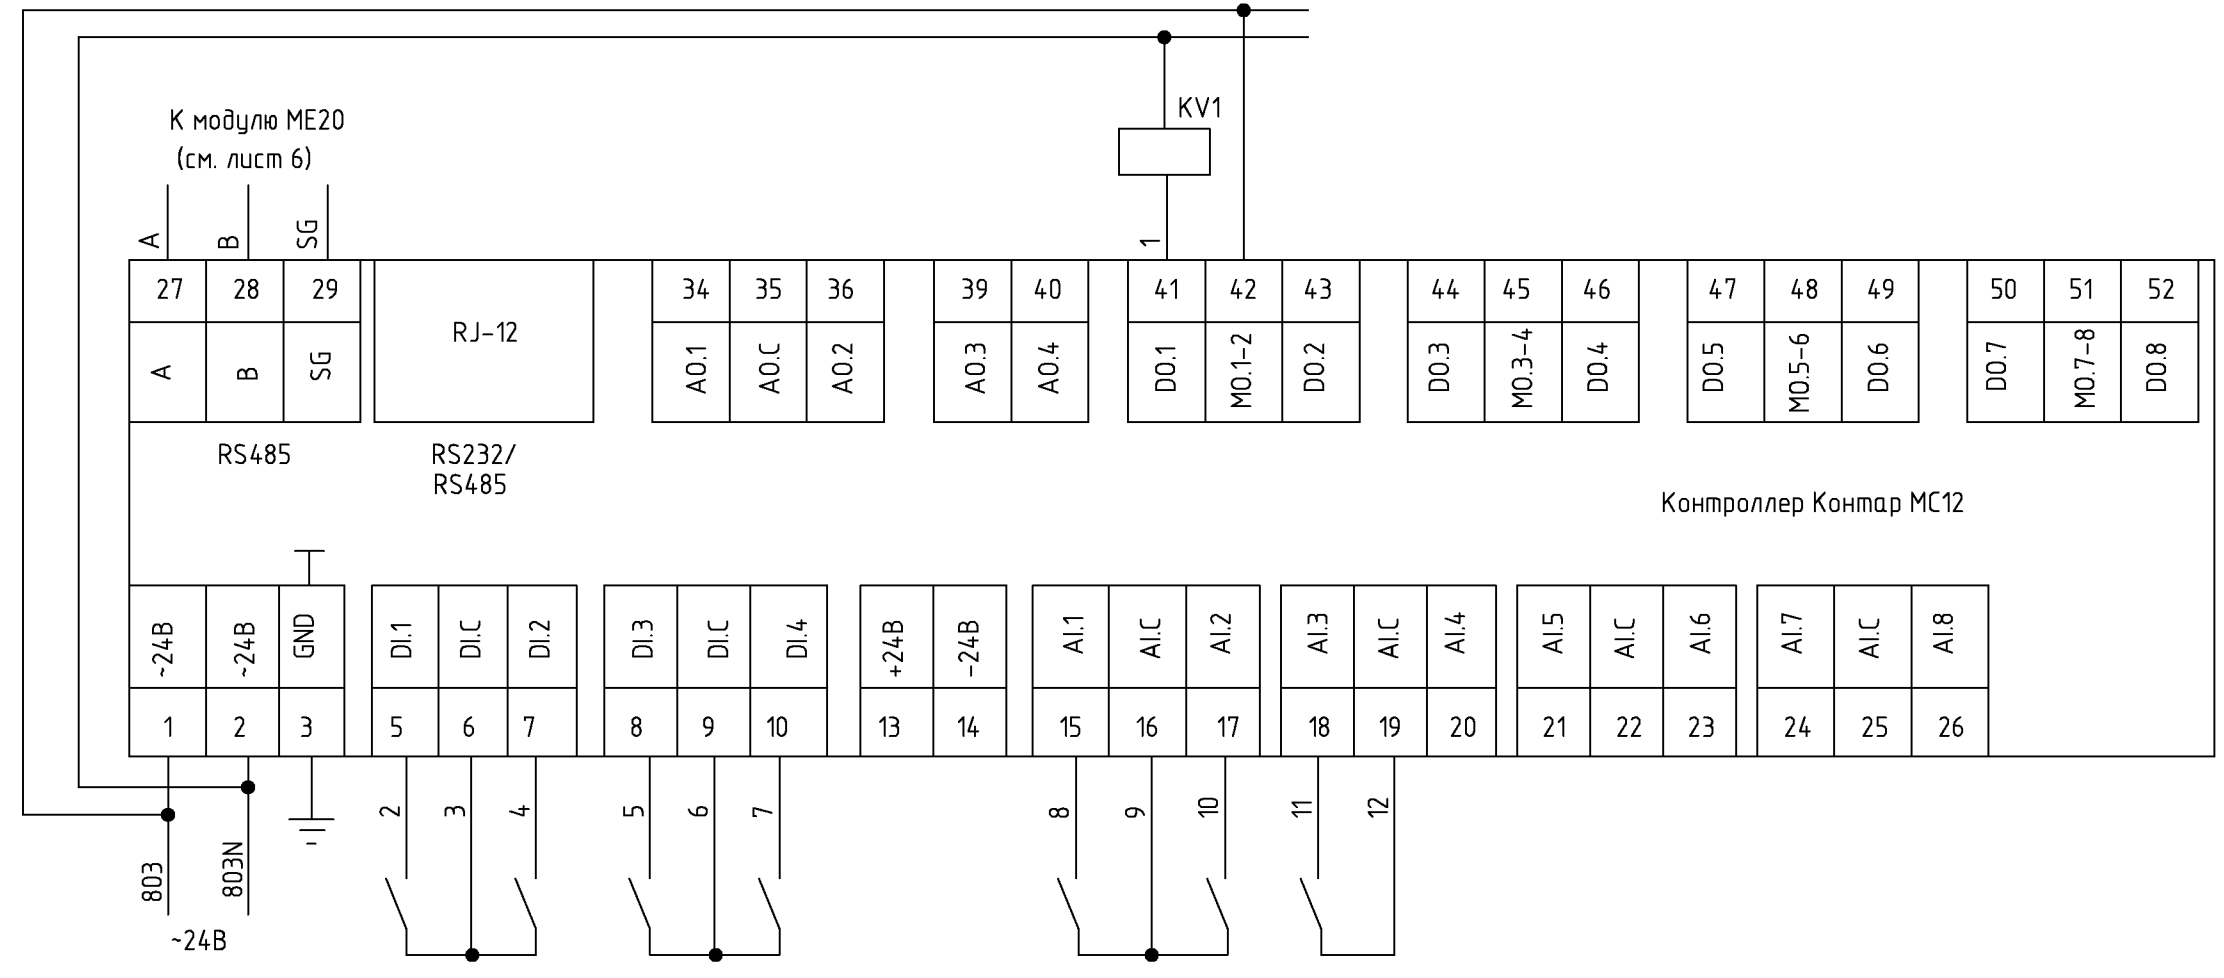 KV1
К модулю МЕ20
(см. лист 6)
A
B
SG
1
27
28
29
34
35
36
39
40
41
42
43
44
45
46
47
48
49
50
51
52
A
B
SG
RJ-12
AO.1
AO.C
AO.2
AO.3
AO.4
DO.1
MO.1-2
DO.2
DO.3
MO.3-4
DO.4
DO.5
MO.5-6
DO.6
DO.7
MO.7-8
DO.8
RS485
RS232/
RS485
Контроллер Контар МС12
~24В
~24В
GND
DI.1
DI.C
DI.2
DI.3
DI.C
DI.4
+24В
-24В
AI.1
AI.C
AI.2
AI.3
AI.C
AI.4
AI.5
AI.C
AI.6
AI.7
AI.C
AI.8
1
2
3
5
6
7
8
9
10
13
14
15
16
17
18
19
20
21
22
23
24
25
26
2
3
4
5
6
7
8
9
10
11
12
803
803N
~24В